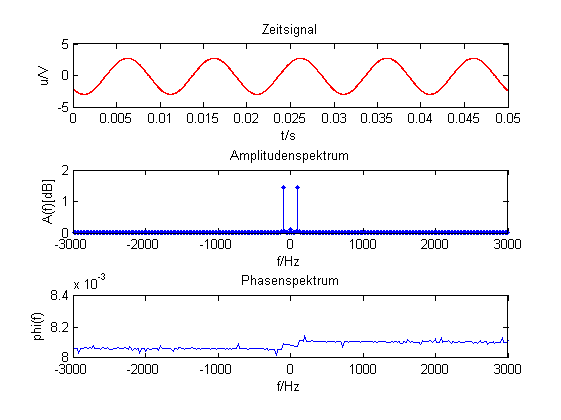 Zeitsignal
u/V
5
0
-5
0 0.005 0.01 0.015 0.02 0.025 0.03 0.035 0.04 0.045 0.05
t/s
Amplitudenspektrum
A(f)[dB]
2
1
0
-3000 -2000 -1000 0 1000 2000 3000
f/Hz
Phasenspektrum
x 10^-3
phi(f)
8.4
8.2
8
-3000 -2000 -1000 0 1000 2000 3000
f/Hz